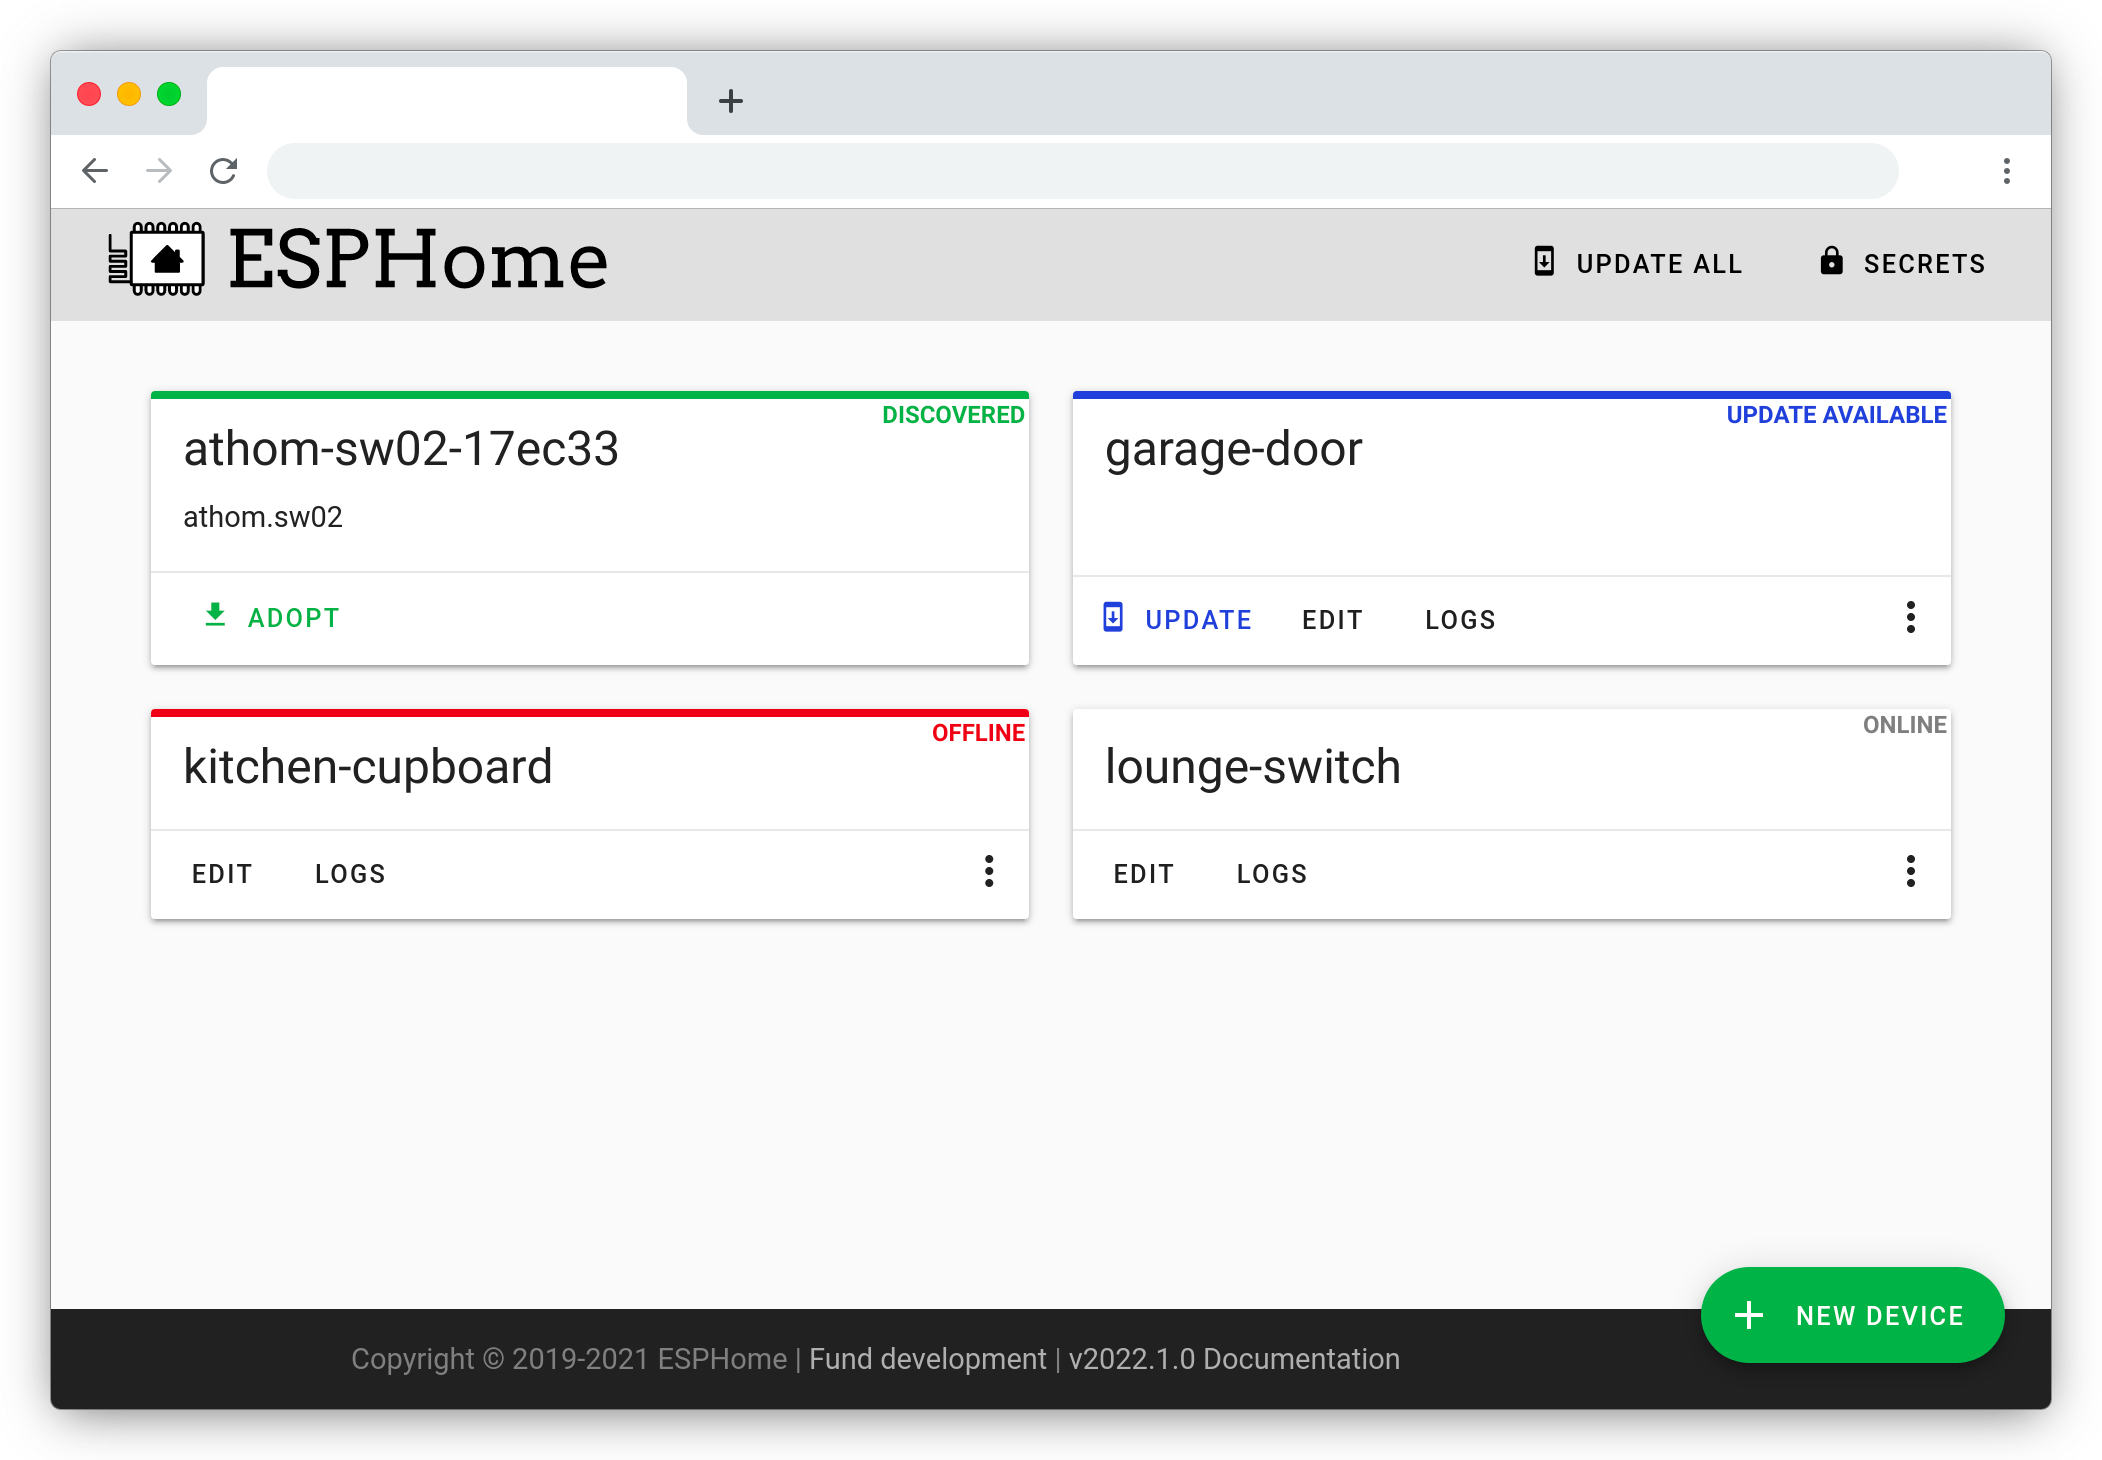 ESPHome
UPDATE ALL
SECRETS
DISCOVERED
athom-sw02-17ec33
athom.sw02
ADOPT
UPDATE AVAILABLE
garage-door
UPDATE EDIT LOGS
OFFLINE
kitchen-cupboard
EDIT LOGS
ONLINE
lounge-switch
EDIT LOGS
NEW DEVICE
Copyright © 2019-2021 ESPHome | Fund development | v2022.1.0 Documentation